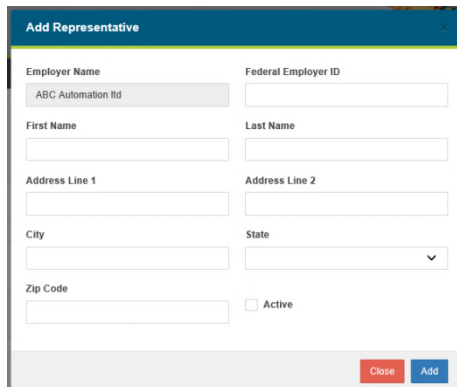 Add Representative
Employer Name Federal Employer ID
ABC Automation ltd
First Name Last Name
Address Line 1 Address Line 2
City State
Zip Code
Active
Close Add